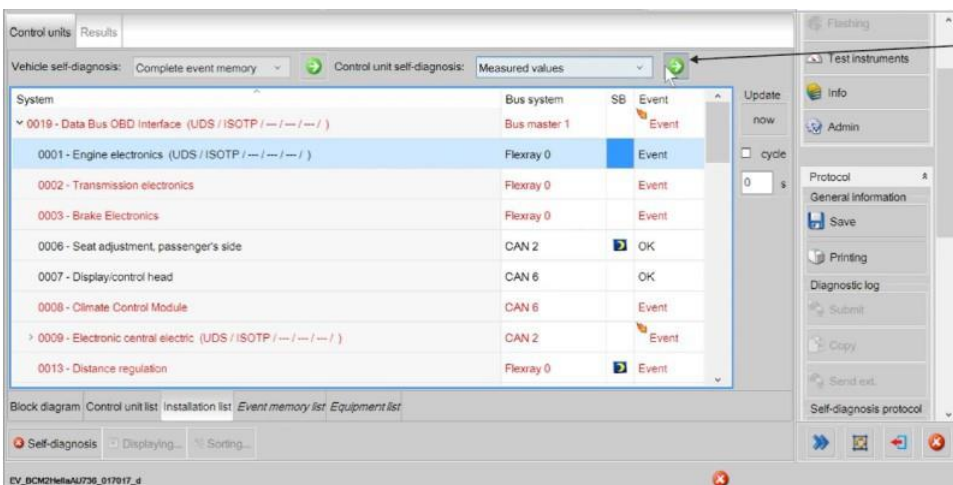 Control units Results
Flashing
Vehicle self-diagnosis: Complete event memory Control unit self-diagnosis: Measured values
Test instruments
System Bus system SB Event
Update
Info
0019 - Data Bus OBD Interface (UDS / ISOTP / --- / --- / --- / ) Bus master 1 Event
now
Admin
0001 - Engine electronics (UDS / ISOTP / --- / --- / --- / ) Flexray 0 Event
cycle
0002 - Transmission electronics Flexray 0 Event
0 s
Protocol
General information
0003 - Brake Electronics Flexray 0 Event
Save
0006 - Seat adjustment, passenger's side CAN 2 OK
Printing
0007 - Display/control head CAN 6 OK
Diagnostic log
0008 - Climate Control Module CAN 6 Event
Submit
0009 - Electronic central electric (UDS / ISOTP / --- / --- / --- / ) CAN 2 Event
Copy
0013 - Distance regulation Flexray 0 Event
Send ext.
Block diagram Control unit list Installation list Event memory list Equipment list
Self-diagnosis protocol
Self-diagnosis Displaying... Sorting...
EV_BCM2HellaAU736_017017_d